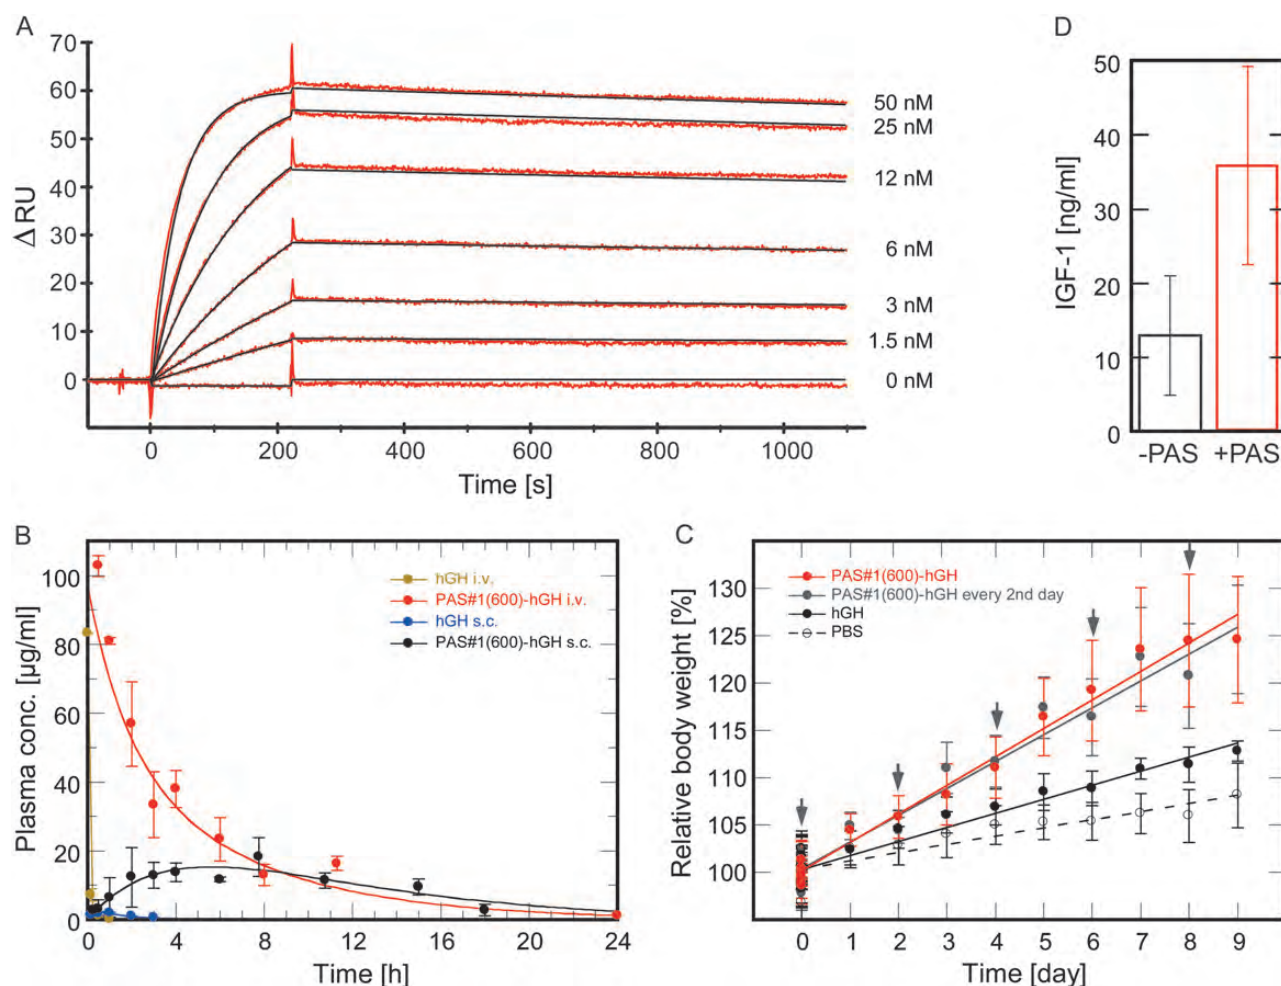 A
70
60
50
40
30
20
10
0
ΔRU
0
200
400
600
800
1000
Time [s]
50 nM
25 nM
12 nM
6 nM
3 nM
1.5 nM
0 nM
D
50
40
30
20
10
0
IGF-1 [ng/ml]
-PAS
+PAS
B
100
80
60
40
20
0
Plasma conc. [µg/ml]
hGH i.v.
PAS#1(600)-hGH i.v.
hGH s.c.
PAS#1(600)-hGH s.c.
0
4
8
12
16
20
24
Time [h]
C
130
125
120
115
110
105
100
Relative body weight [%]
PAS#1(600)-hGH
PAS#1(600)-hGH every 2nd day
hGH
PBS
0
1
2
3
4
5
6
7
8
9
Time [day]